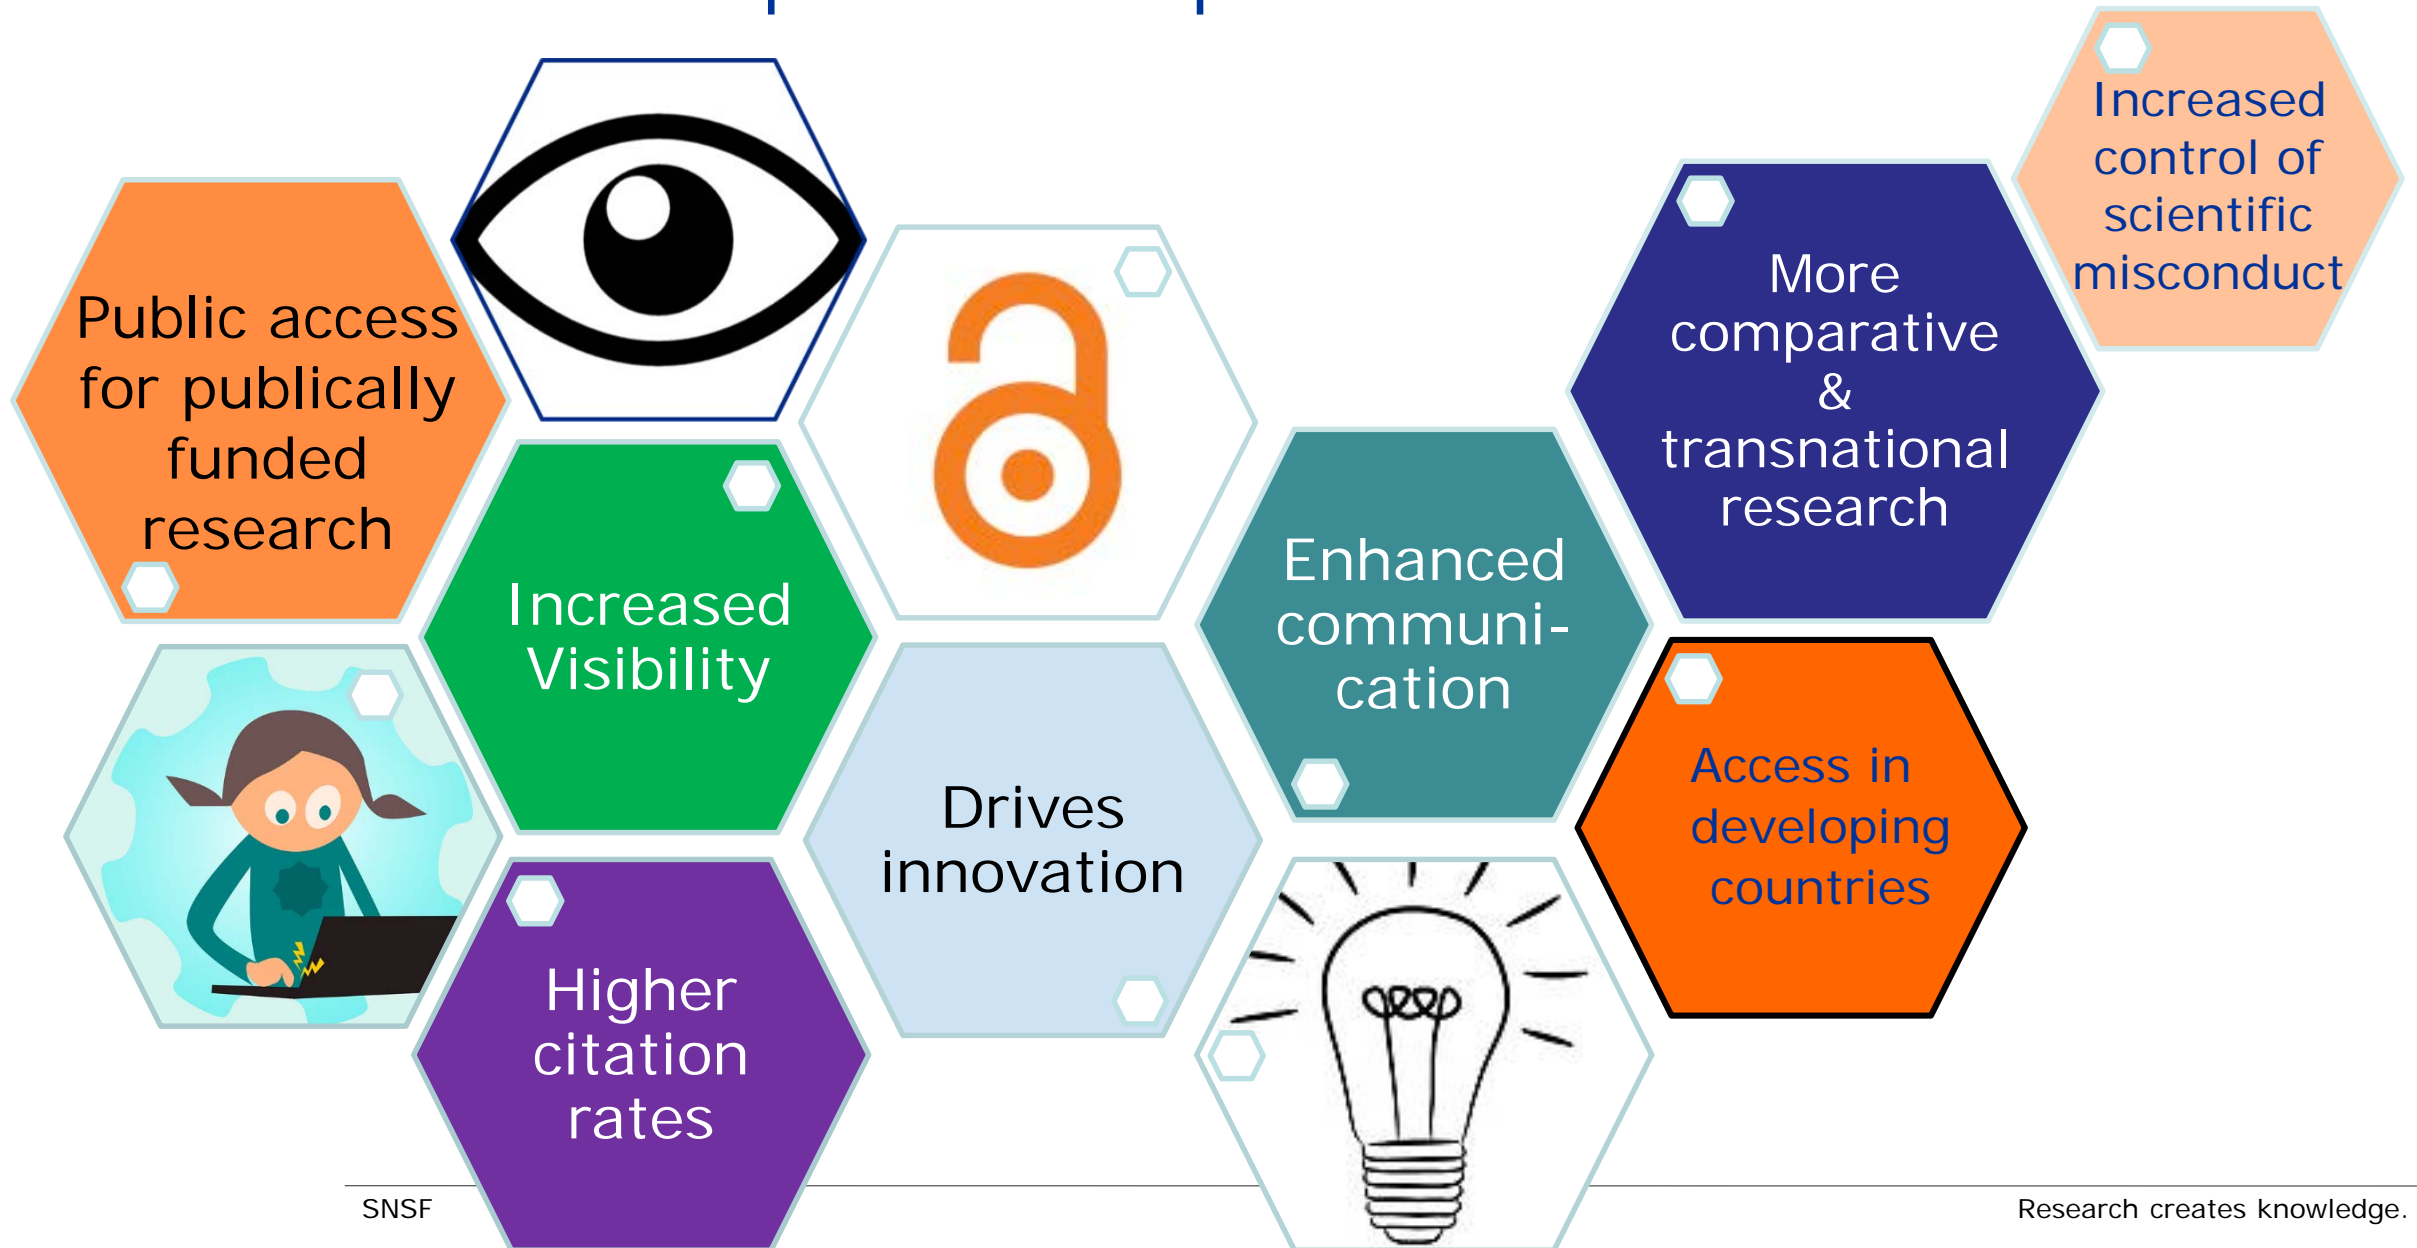 Public access
for publically
funded
research
Increased
Visibility
Higher
citation
rates
Drives
innovation
Enhanced
communi-
cation
More
comparative
&
transnational
research
Access in
developing
countries
Increased
control of
scientific
misconduct
SNSF
Research creates knowledge.